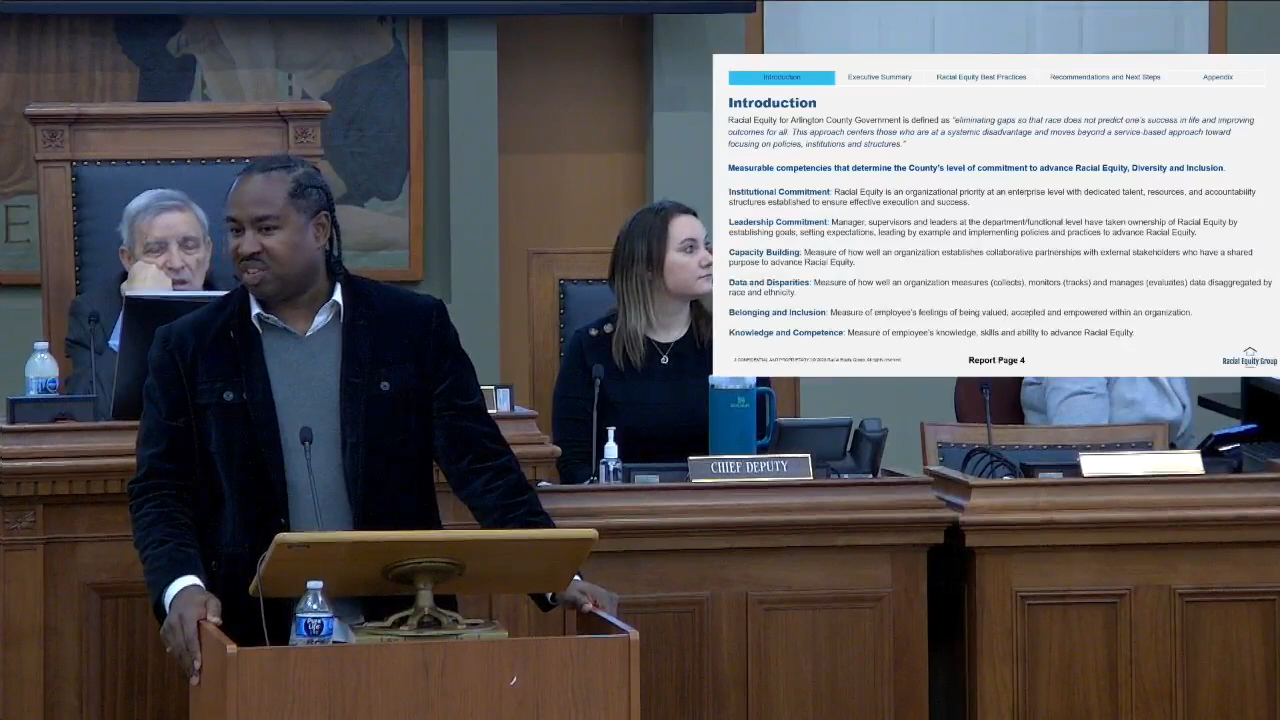 Introduction
Executive Summary
Racial Equity Best Practices
Recommendations and Next Steps
Appendix
Introduction
Racial Equity for Arlington County Government is defined as "eliminating gaps so that race does not predict one's success in life and improving
outcomes for all. This approach centers those who are at a systemic disadvantage and moves beyond a service-based approach toward
focusing on policies, institutions and structures."
Measurable competencies that determine the County's level of commitment to advance Racial Equity, Diversity and Inclusion.
Institutional Commitment: Racial Equity is an organizational priority at an enterprise level with dedicated talent, resources, and accountability
structures established to ensure effective execution and success.
Leadership Commitment: Manager, supervisors and leaders at the department/functional level have taken ownership of Racial Equity by
establishing goals, setting expectations, leading by example and implementing policies and practices to advance Racial Equity.
Capacity Building: Measure of how well an organization establishes collaborative partnerships with external stakeholders who have a shared
purpose to advance Racial Equity.
Data and Disparities: Measure of how well an organization measures (collects), monitors (tracks) and manages (evaluates) data disaggregated by
race and ethnicity.
Belonging and Inclusion: Measure of employee's feelings of being valued, accepted and empowered within an organization.
Knowledge and Competence: Measure of employee's knowledge, skills and ability to advance Racial Equity.
Report Page 4
Racial Equity Group
CHIEF DEPUTY
Pure
Life
E